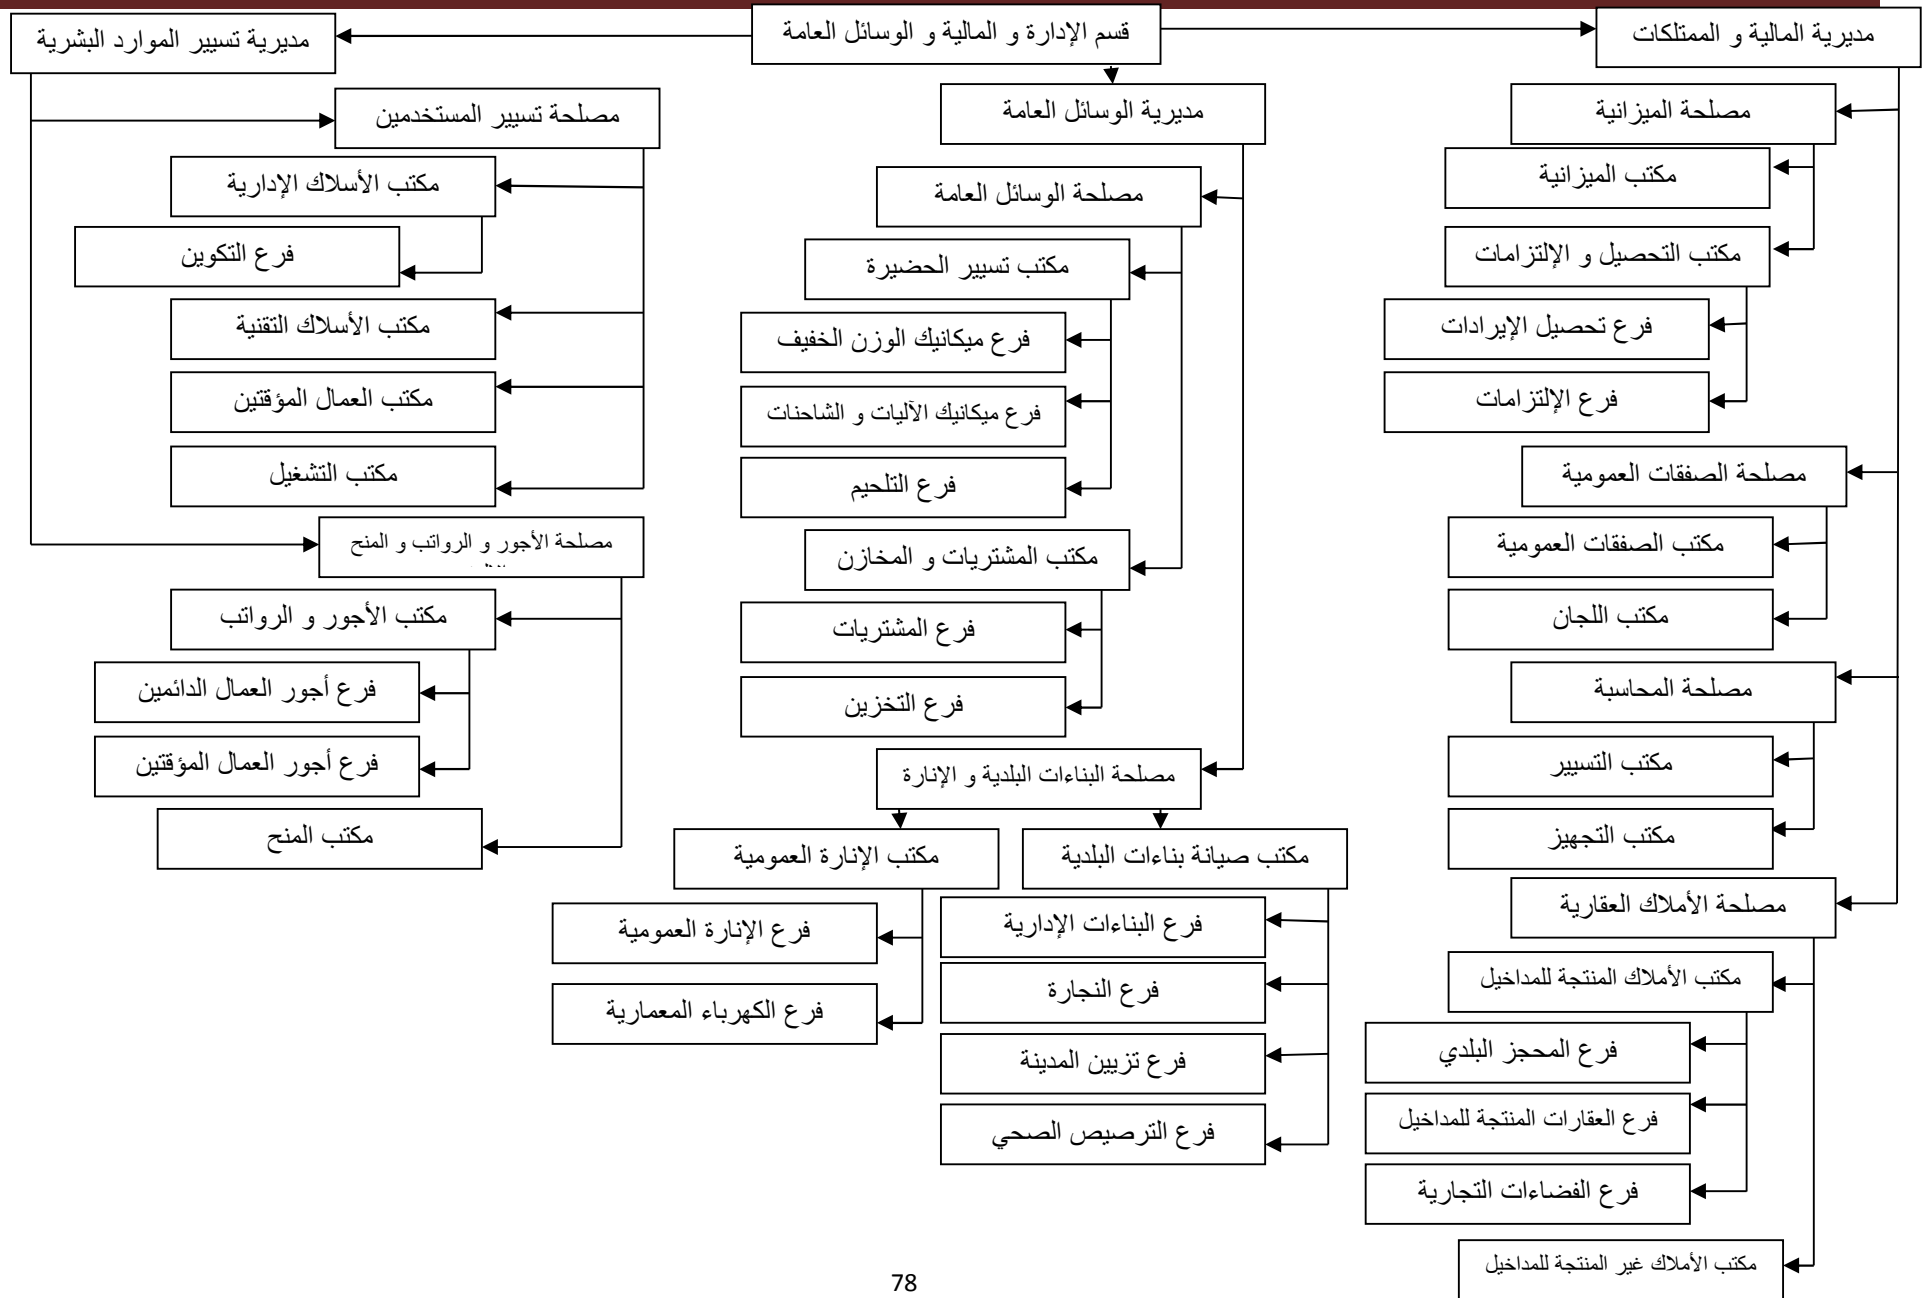 قسم الإدارة و المالية و الوسائل العامة
مديرية المالية و الممتلكات
مصلحة الميزانية
مكتب الميزانية
مكتب التحصيل و الإلتزامات
فرع تحصيل الإيرادات
فرع الإلتزامات
مصلحة الصفقات العمومية
مكتب الصفقات العمومية
مكتب اللجان
مصلحة المحاسبة
مكتب التسيير
مكتب التجهيز
مصلحة الأملاك العقارية
مكتب الأملاك المنتجة للمداخيل
فرع المحجز البلدي
فرع العقارات المنتجة للمداخيل
فرع الفضاءات التجارية
مكتب الأملاك غير المنتجة للمداخيل
مديرية الوسائل العامة
مصلحة الوسائل العامة
مكتب تسيير الحضيرة
فرع ميكانيك الوزن الخفيف
فرع ميكانيك الآليات و الشاحنات
فرع التلحيم
مكتب المشتريات و المخازن
فرع المشتريات
فرع التخزين
مصلحة البناءات البلدية و الإنارة
مكتب صيانة بناءات البلدية
فرع البناءات الإدارية
فرع النجارة
فرع تزيين المدينة
فرع الترصيص الصحي
مكتب الإنارة العمومية
فرع الإنارة العمومية
فرع الكهرباء المعمارية
مديرية تسيير الموارد البشرية
مصلحة تسيير المستخدمين
مكتب الأسلاك الإدارية
فرع التكوين
مكتب الأسلاك التقنية
مكتب العمال المؤقتين
مكتب التشغيل
مصلحة الأجور و الرواتب و المنح
مكتب الأجور و الرواتب
فرع أجور العمال الدائمين
فرع أجور العمال المؤقتين
مكتب المنح
78